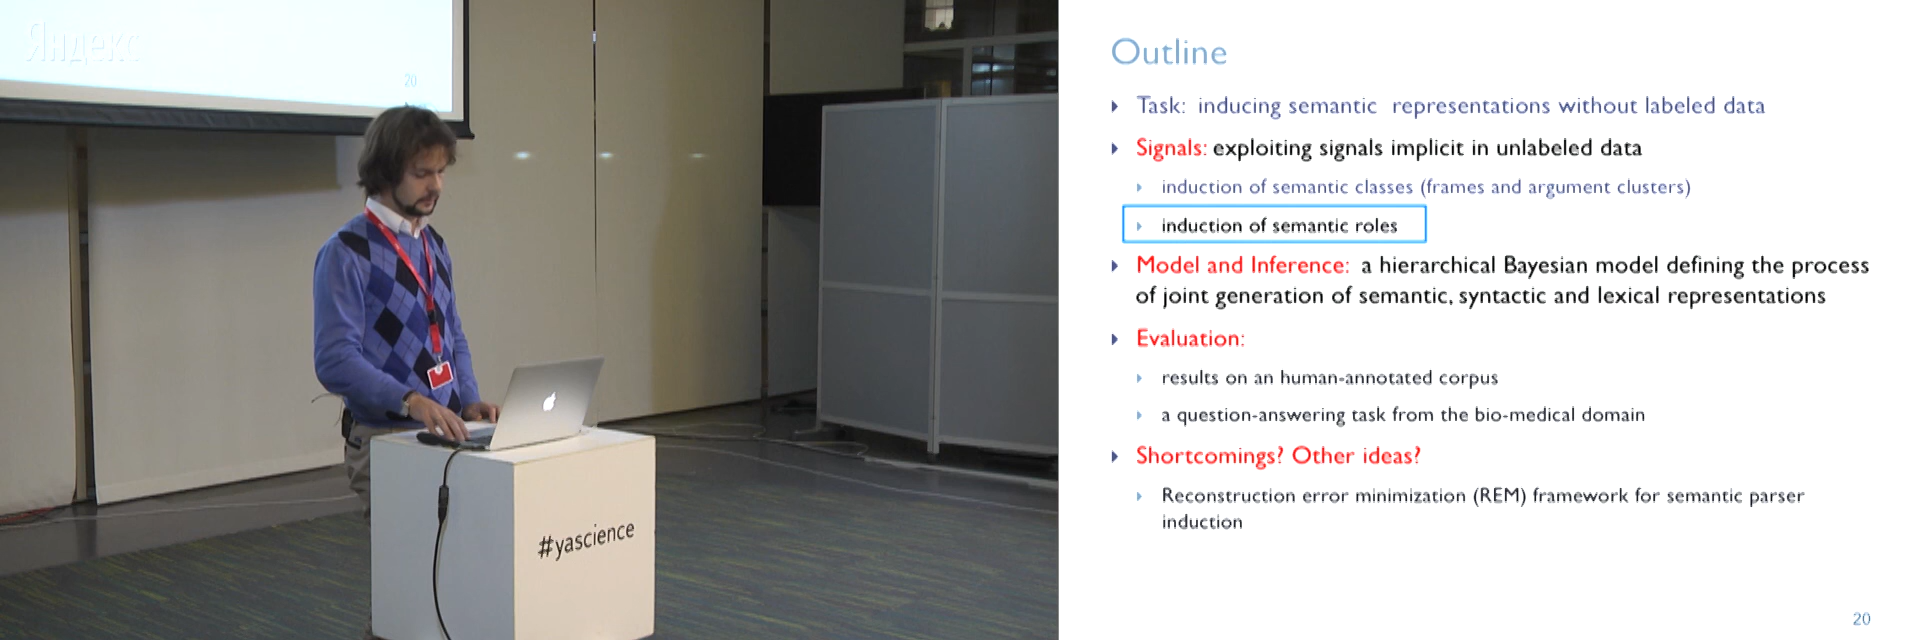 Яндекс
20
#yascience
Outline
Task: inducing semantic representations without labeled data
Signals: exploiting signals implicit in unlabeled data
induction of semantic classes (frames and argument clusters)
induction of semantic roles
Model and Inference: a hierarchical Bayesian model defining the process
of joint generation of semantic, syntactic and lexical representations
Evaluation:
results on an human-annotated corpus
a question-answering task from the bio-medical domain
Shortcomings? Other ideas?
Reconstruction error minimization (REM) framework for semantic parser
induction
20